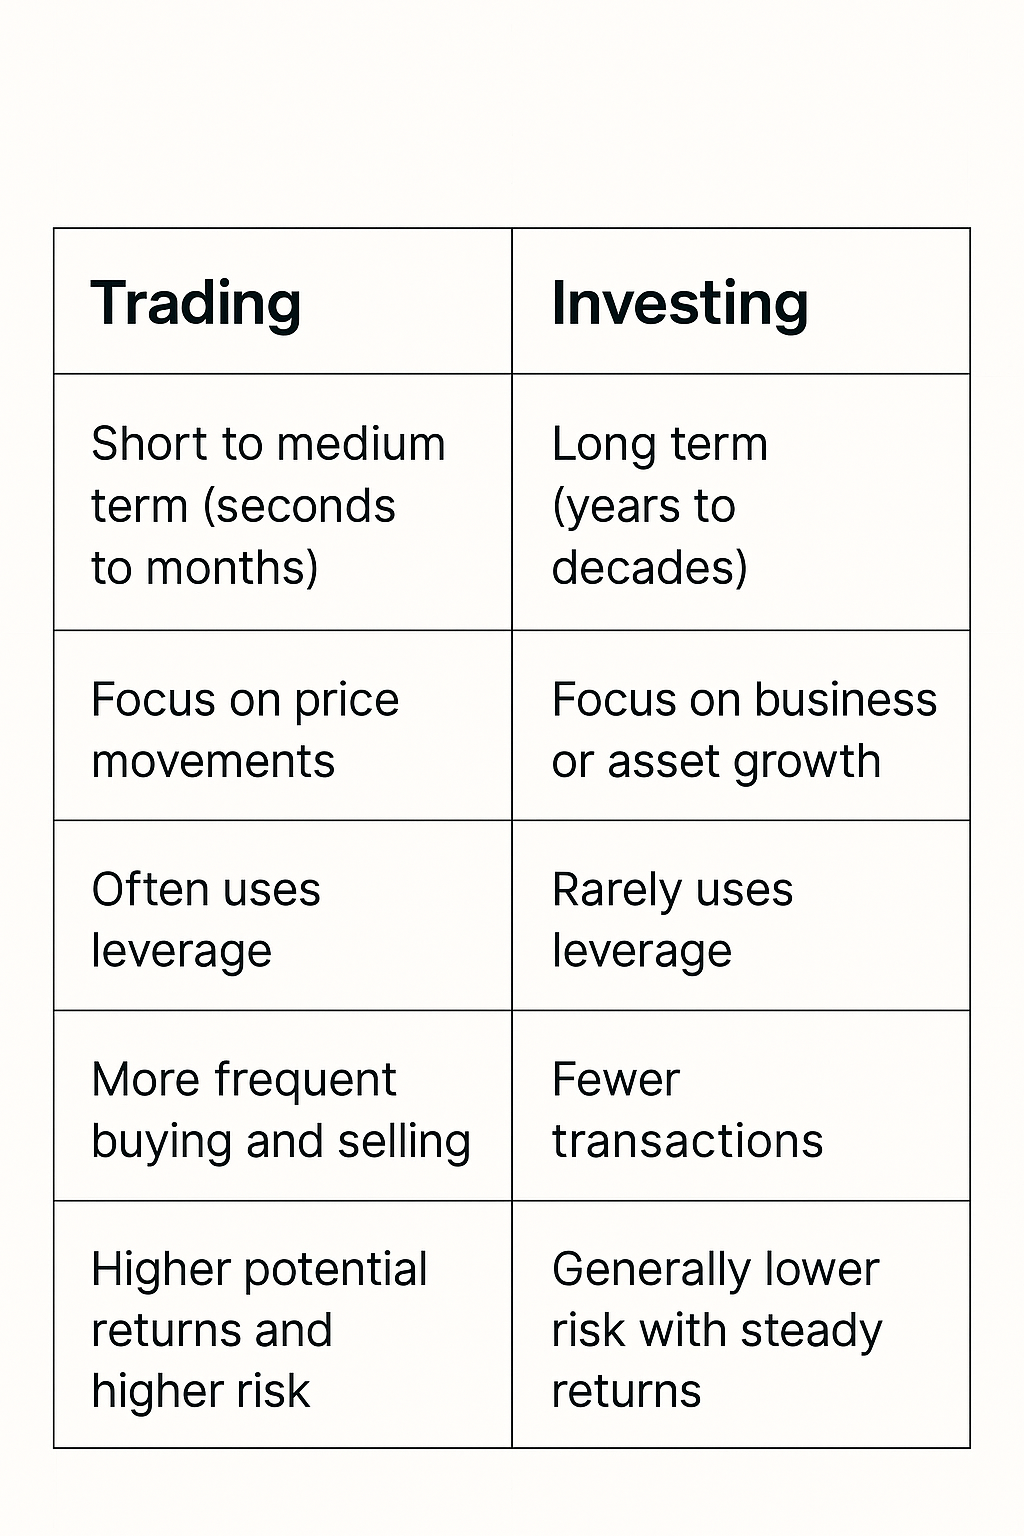 Trading
Investing
Short to medium
term (seconds
to months)
Long term
(years to
decades)
Focus on price
movements
Focus on business
or asset growth
Often uses
leverage
Rarely uses
leverage
More frequent
buying and selling
Fewer
transactions
Higher potential
returns and
higher risk
Generally lower
risk with steady
returns